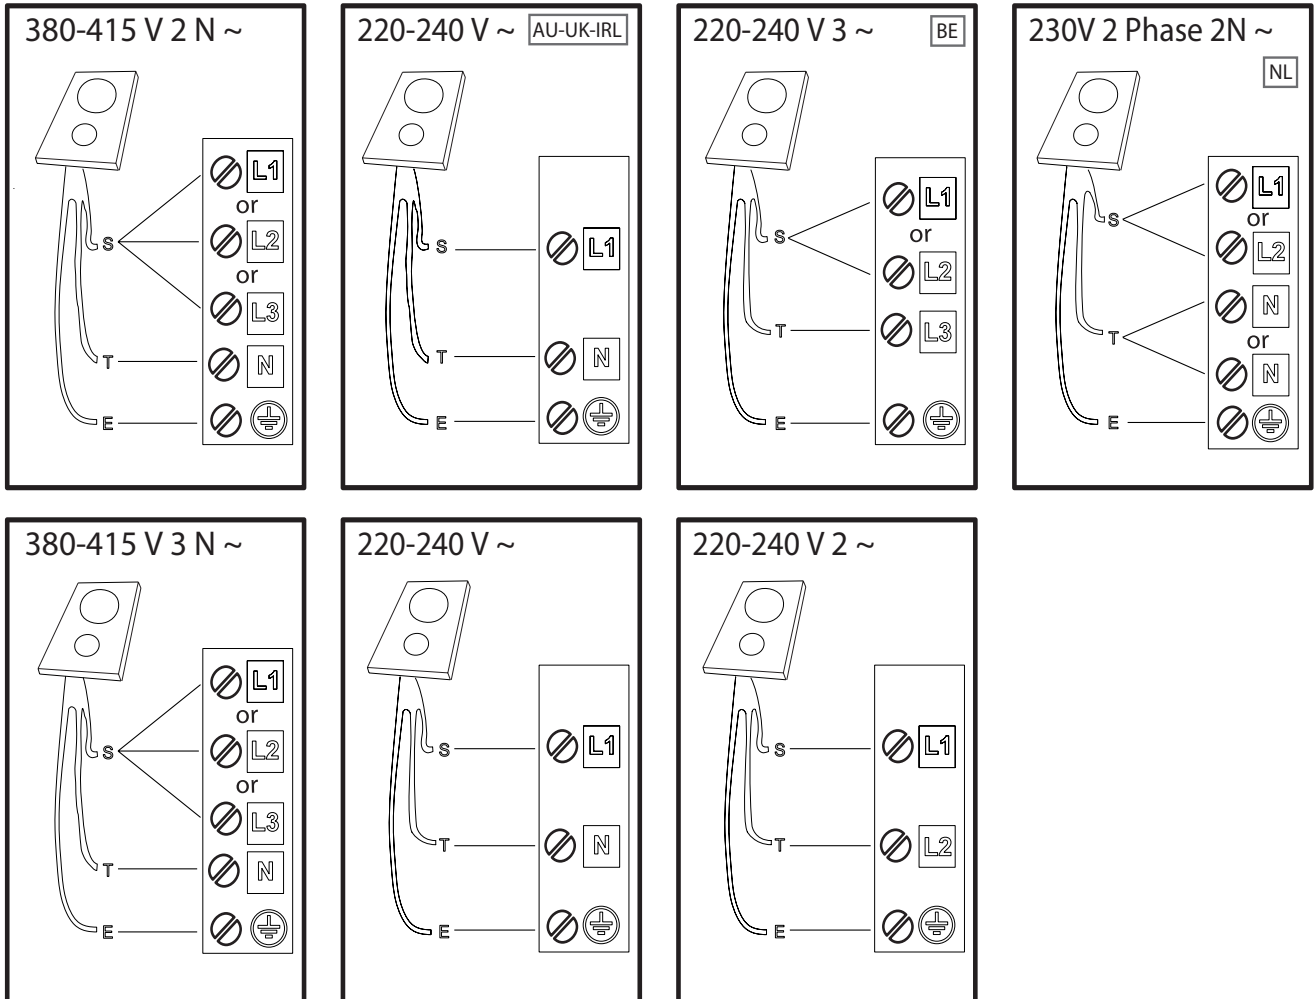 380-415 V 2 N ~
L1
or
S
L2
or
L3
T
N
E
220-240 V ~ AU-UK-IRL
S
L1
T
N
E
220-240 V 3 ~ BE
L1
S
or
L2
T
L3
E
230V 2 Phase 2N ~
NL
L1
S
or
L2
N
T
or
N
E
380-415 V 3 N ~
L1
or
S
L2
or
L3
T
N
E
220-240 V ~
S
L1
T
N
E
220-240 V 2 ~
S
L1
T
L2
E